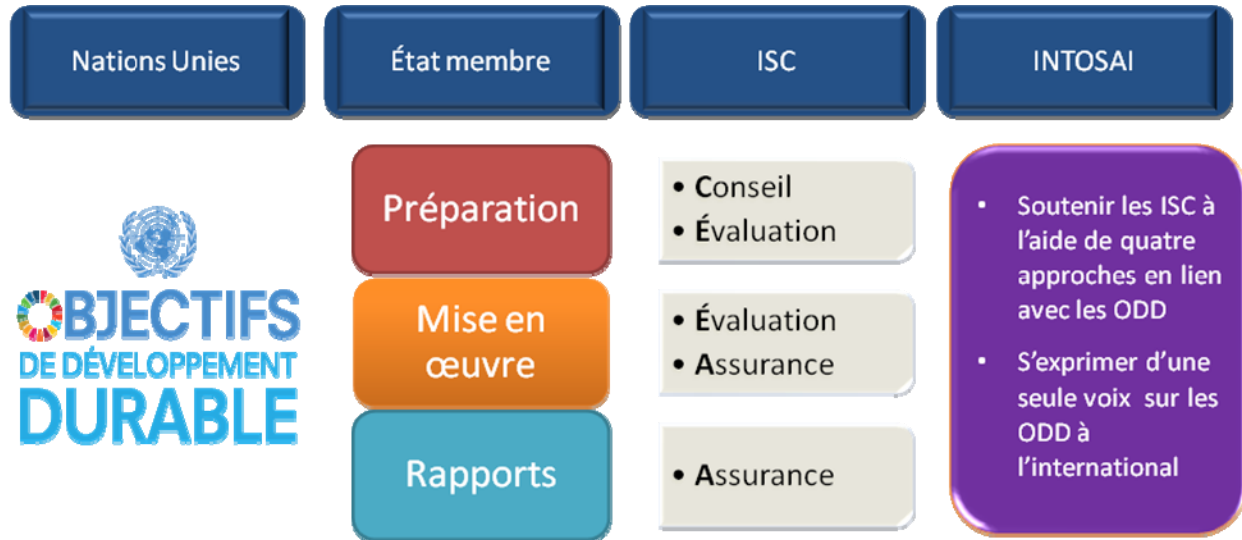 Nations Unies
État membre
ISC
INTOSAI
OBJECTIFS
DE DÉVELOPPEMENT
DURABLE
Préparation
• Conseil
• Évaluation
Mise en
œuvre
• Évaluation
• Assurance
Rapports
• Assurance
• Soutenir les ISC à
l'aide de quatre
approches en lien
avec les ODD
• S'exprimer d'une
seule voix sur les
ODD à
l'international